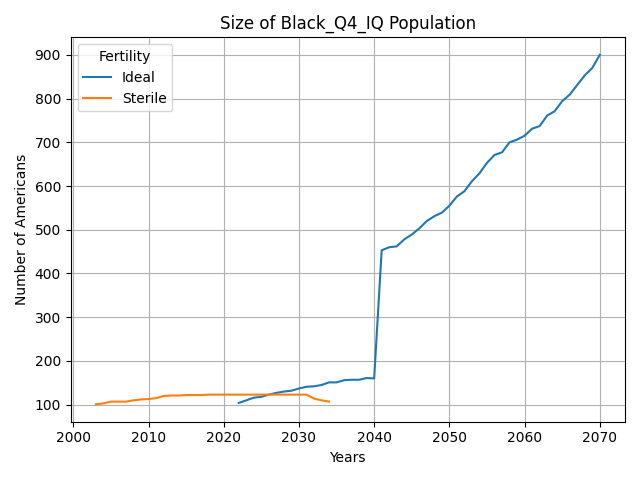 Size of Black_Q4_IQ Population
Fertility
Ideal
Sterile
Number of Americans
900
800
700
600
500
400
300
200
100
2000 2010 2020 2030 2040 2050 2060 2070
Years